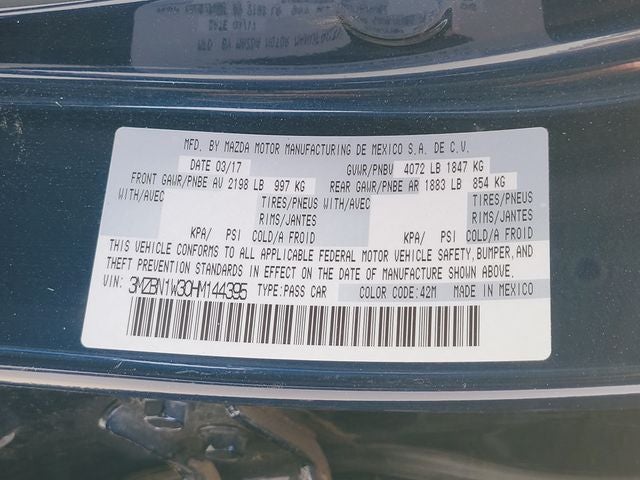 MFD. BY MAZDA MOTOR MANUFACTURING DE MEXICO S.A. DE C.V.
DATE 03/17 GVWR/PNBV 4072 LB 1847 KG
FRONT GAWR/PNBE AV 2198 LB 997 KG REAR GAWR/PNBE AR 1883 LB 854 KG
WITH/AVEC TIRES/PNEUS WITH/AVEC TIRES/PNEUS
RIMS/JANTES RIMS/JANTES
KPA/ PSI COLD/A FROID KPA/ PSI COLD/A FROID
THIS VEHICLE CONFORMS TO ALL APPLICABLE FEDERAL MOTOR VEHICLE SAFETY, BUMPER, AND
THEFT PREVENTION STANDARDS IN EFFECT ON THE DATE OF MANUFACTURE SHOWN ABOVE.
VIN: 3MZBN1W30HM144395 TYPE:PASS CAR COLOR CODE:42M MADE IN MEXICO